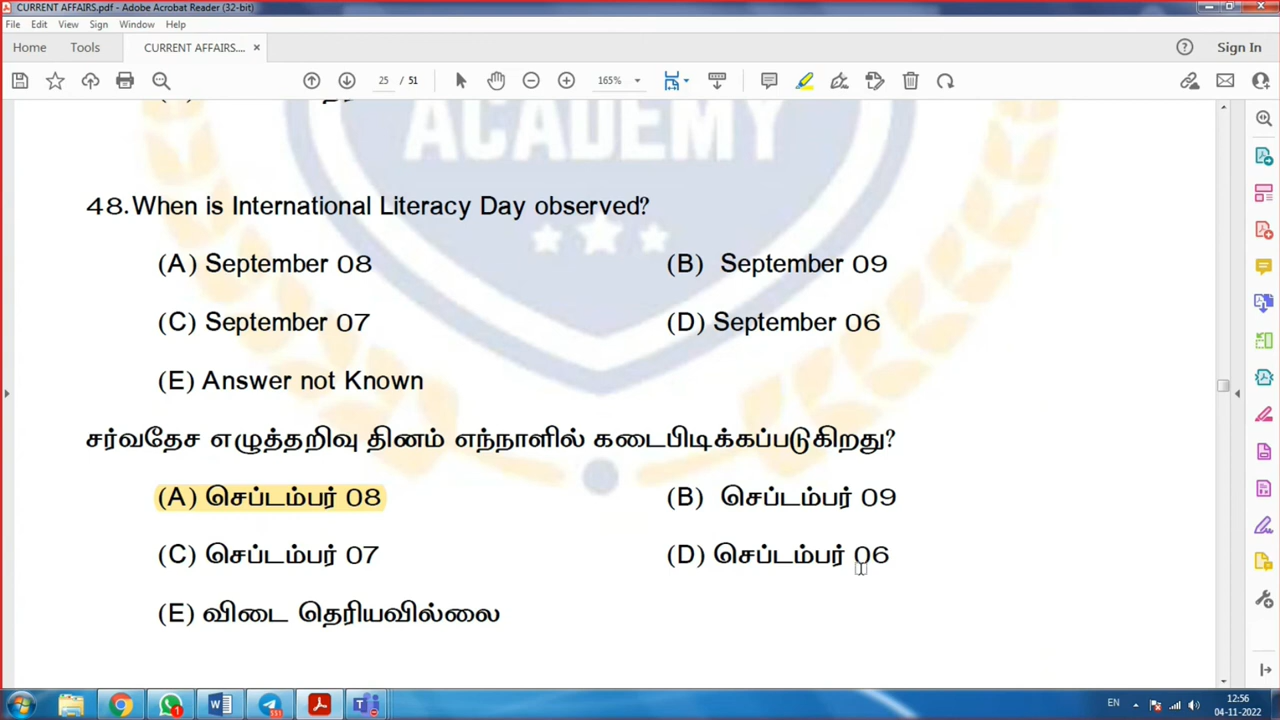 CURRENT AFFAIRS.pdf - Adobe Acrobat Reader (32-bit)
File Edit View Sign Window Help
Home Tools CURRENT AFFAIRS.... × Sign In
25 / 51 165%
ACADEMY
48.When is International Literacy Day observed?
(A) September 08 (B) September 09
(C) September 07 (D) September 06
(E) Answer not Known
சர்வதேச எழுத்தறிவு தினம் எந்நாளில் கடைபிடிக்கப்படுகிறது?
(A) செப்டம்பர் 08 (B) செப்டம்பர் 09
(C) செப்டம்பர் 07 (D) செப்டம்பர் 06
(E) விடை தெரியவில்லை
EN 12:56
04-11-2022